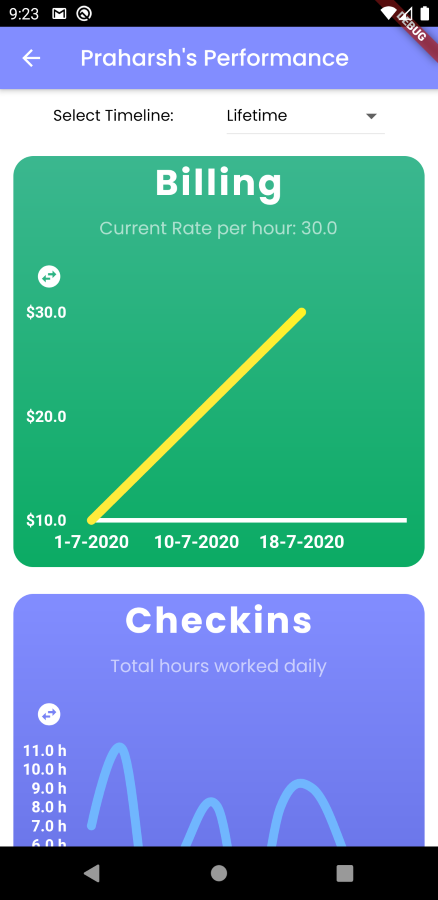 9:23
DEBUG
Praharsh's Performance
Select Timeline: Lifetime
Billing
Current Rate per hour: 30.0
$30.0
$20.0
$10.0
1-7-2020 10-7-2020 18-7-2020
Checkins
Total hours worked daily
11.0 h
10.0 h
9.0 h
8.0 h
7.0 h
6.0 h